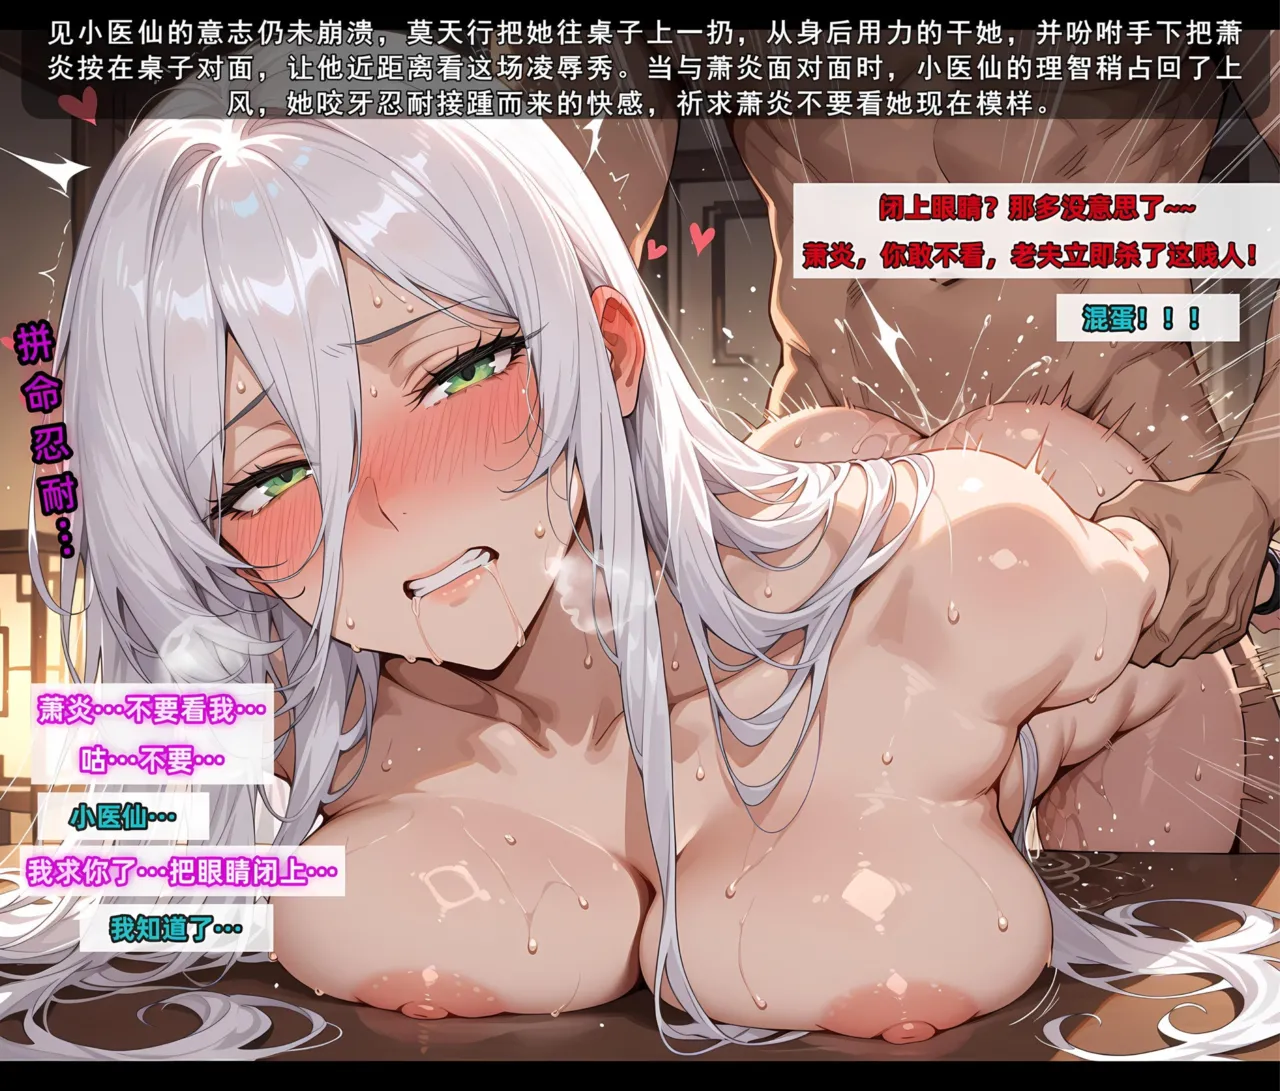 见小医仙的意志仍未崩溃，莫天行把她往桌子上一扔，从身后用力的干她，并吩咐手下把萧
炎按在桌子对面，让他近距离看这场凌辱秀。当与萧炎面对面时，小医仙的理智稍占回了上
风，她咬牙忍耐接踵而来的快感，祈求萧炎不要看她现在模样。
闭上眼睛？那多没意思了~~
萧炎，你敢不看，老夫立即杀了这贱人！
混蛋！！！
拼命忍耐…
萧炎…不要看我…
咕…不要…
小医仙…
我求你了…把眼睛闭上…
我知道了…